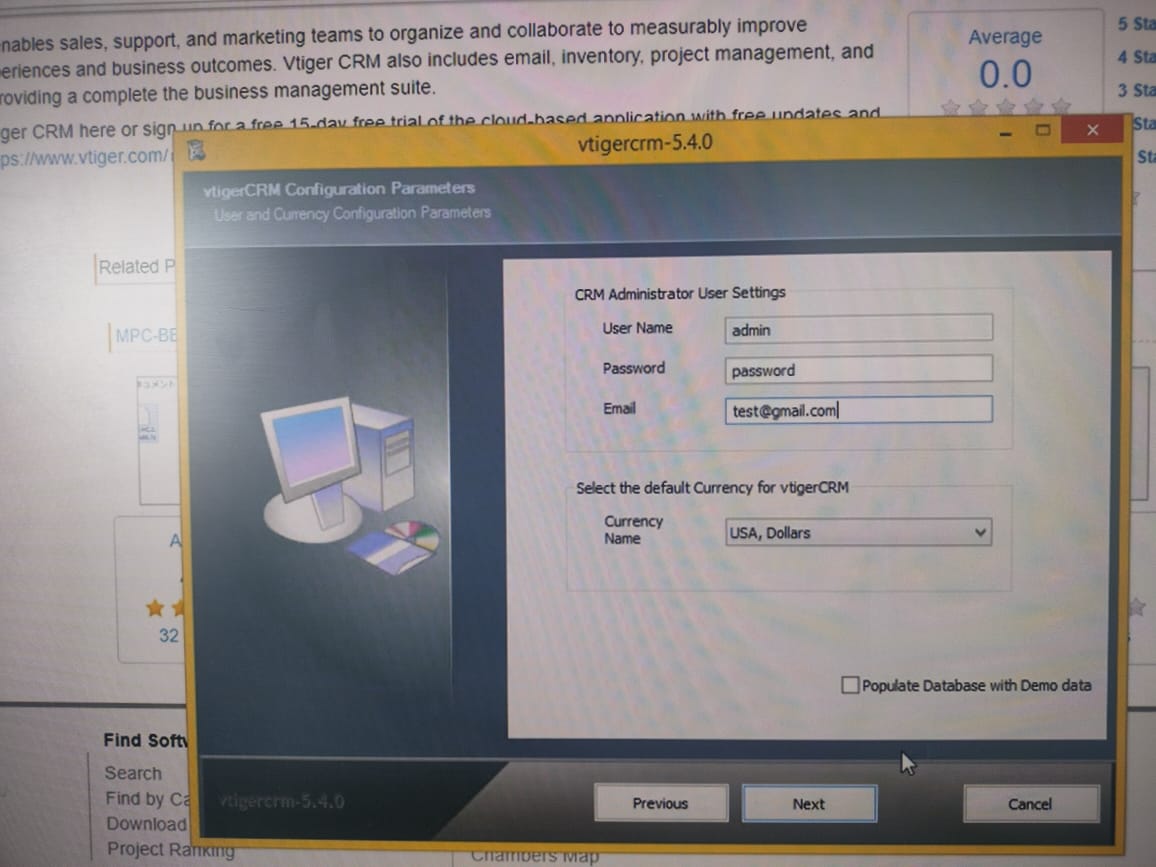 nables sales, support, and marketing teams to organize and collaborate to measurably improve
eriences and business outcomes. Vtiger CRM also includes email, inventory, project management, and
roviding a complete the business management suite.
ger CRM here or sign up for a free 15-day free trial of the cloud-based application with free updates and
ps://www.vtiger.com/
Average
0.0
5 Sta
4 Sta
3 Sta
Sta
Sta
Related P
MPC-BE
A
32
Find Softw
Search
Find by Ca
Download
Project Ranking
Chambers Map
vtigercrm-5.4.0
vtigerCRM Configuration Parameters
User and Currency Configuration Parameters
CRM Administrator User Settings
User Name admin
Password password
Email test@gmail.com
Select the default Currency for vtigerCRM
Currency
Name USA, Dollars
Populate Database with Demo data
vtigercrm-5.4.0
Previous Next Cancel